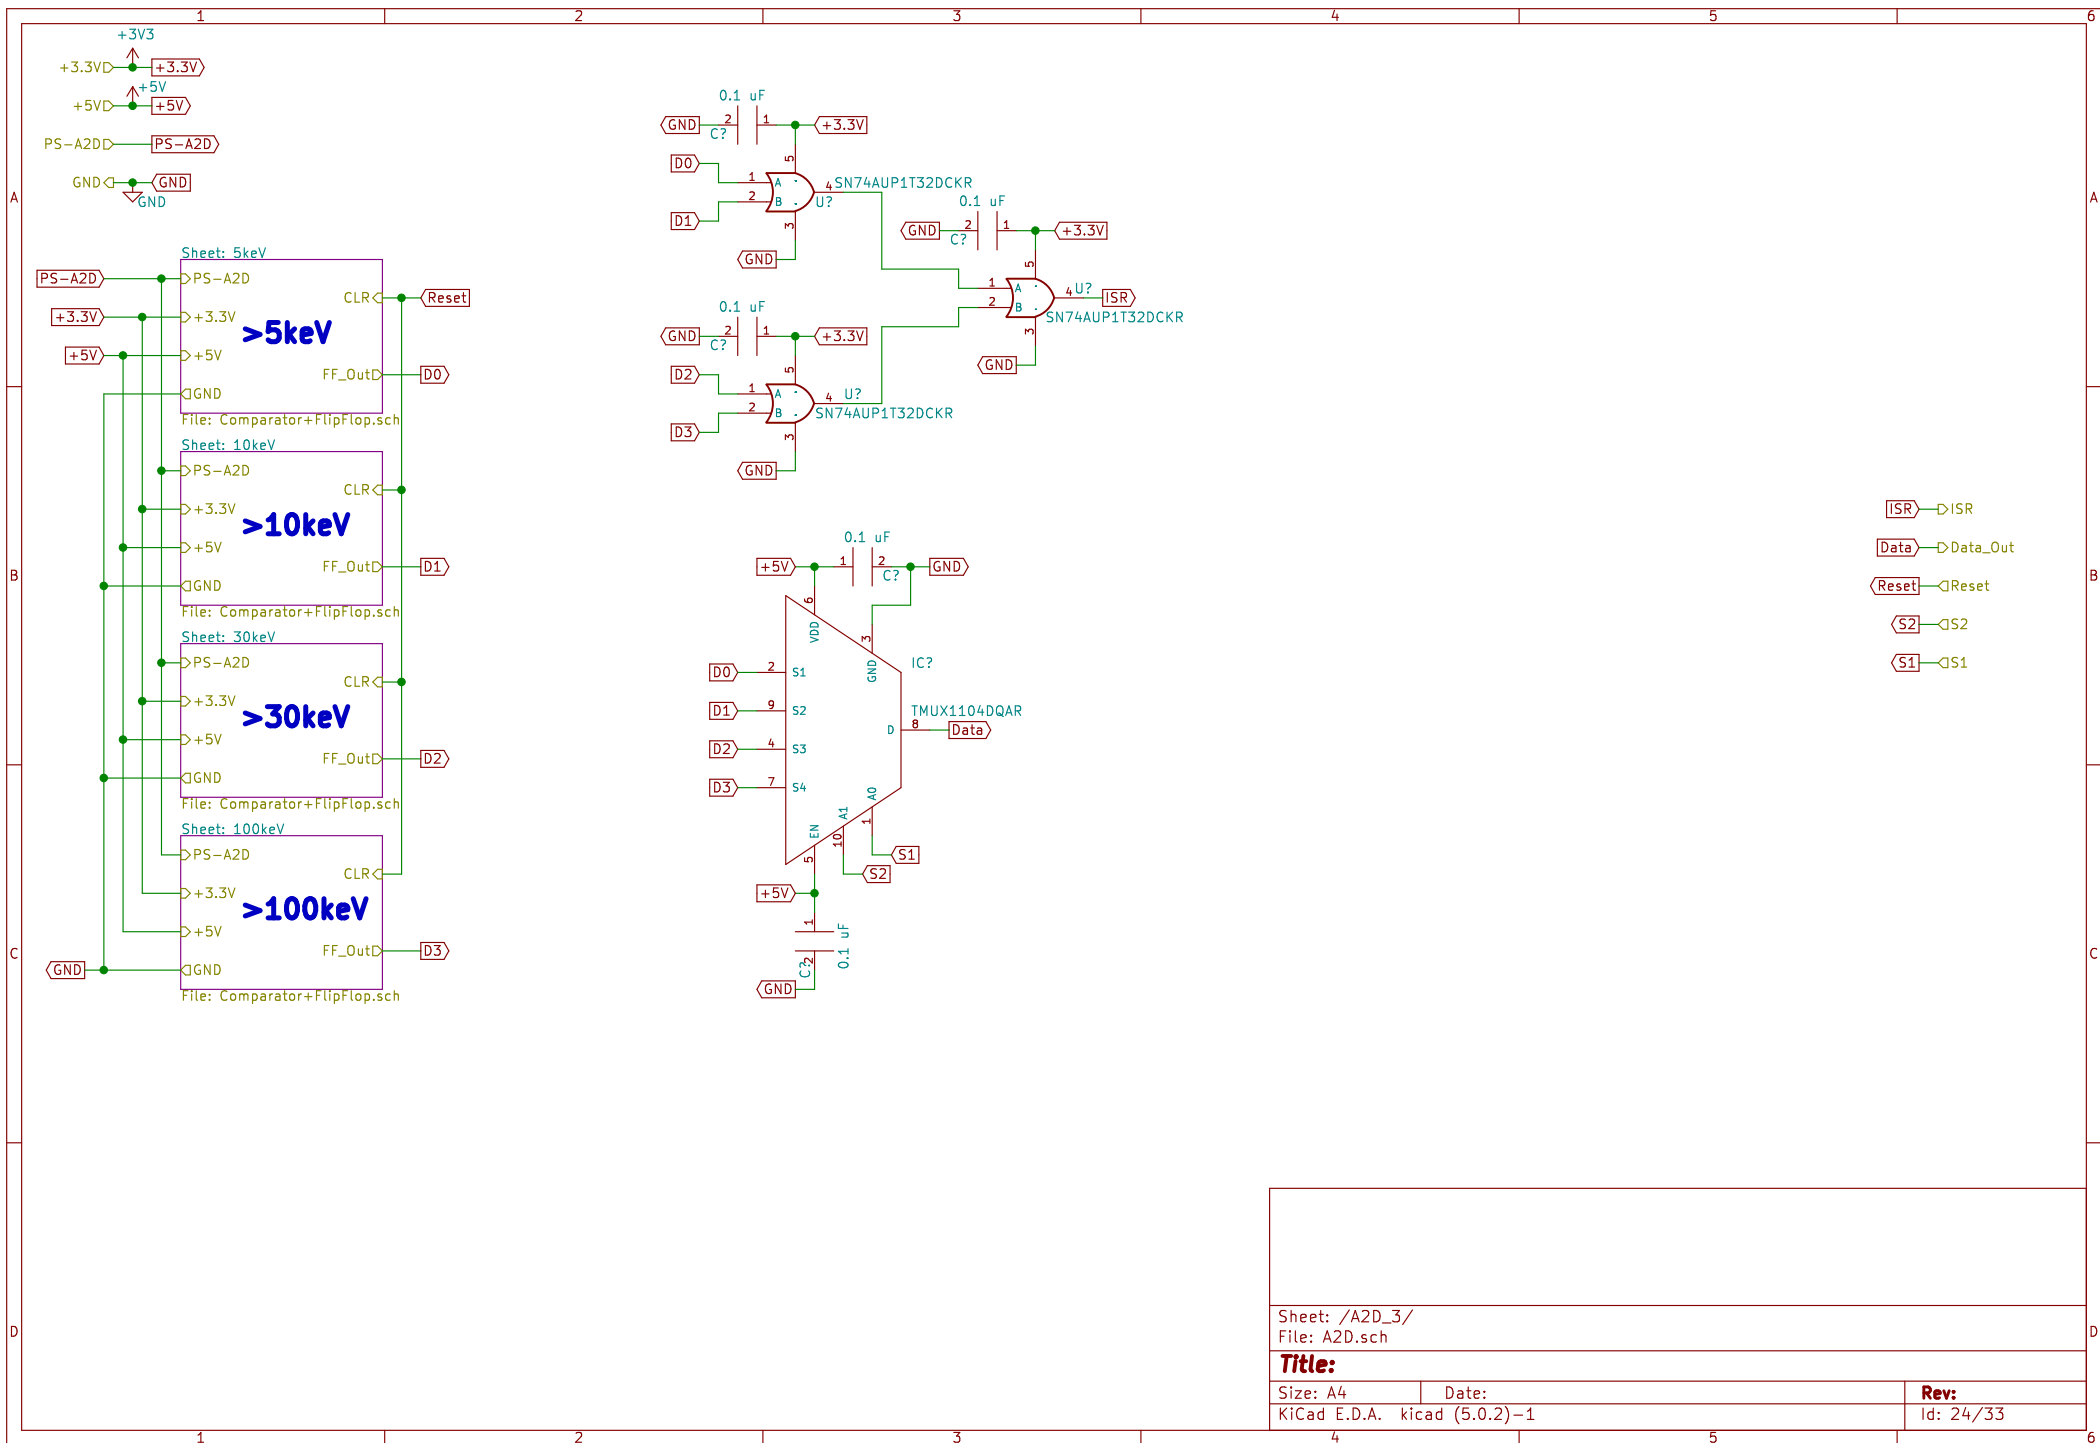 1 2 3 4 5 6
+3V3
+3.3V +3.3V
+5V
+5V +5V
PS-A2D PS-A2D
GND GND
GND
A A
Sheet: 5keV
PS-A2D PS-A2D
CLR Reset
+3.3V +3.3V
>5keV
+5V +5V
FF_Out D0
GND
File: Comparator+FlipFlop.sch
Sheet: 10keV
PS-A2D
CLR
+3.3V
>10keV
+5V
FF_Out D1
GND
File: Comparator+FlipFlop.sch
Sheet: 30keV
PS-A2D
CLR
+3.3V
>30keV
+5V
FF_Out D2
GND
File: Comparator+FlipFlop.sch
Sheet: 100keV
PS-A2D
CLR
+3.3V
>100keV
+5V
FF_Out D3
GND GND
File: Comparator+FlipFlop.sch
0.1 uF
GND 2 1 +3.3V
C?
D0
5
1 A 4 SN74AUP1T32DCKR
2 B U?
D1
3
GND
0.1 uF
GND 2 1 +3.3V
C?
5
1 A 4 U? ISR
2 B SN74AUP1T32DCKR
3
GND
0.1 uF
GND 2 1 +3.3V
C?
D2
5
1 A 4 U?
2 B SN74AUP1T32DCKR
D3
3
GND
0.1 uF
+5V 1 2 GND
C?
6
VDD
3
GND
IC?
D0 2 S1
D1 9 S2 TMUX1104DQAR
D 8 Data
D2 4 S3
D3 7 S4
A0
A1
EN
1
10
5
S1
S2
+5V
1
0.1 uF
2
C?
GND
ISR ISR
Data Data_Out
Reset Reset
S2 S2
S1 S1
B B
C C
D D
Sheet: /A2D_3/
File: A2D.sch
Title:
Size: A4 Date: Rev:
KiCad E.D.A. kicad (5.0.2)-1 Id: 24/33
1 2 3 4 5 6